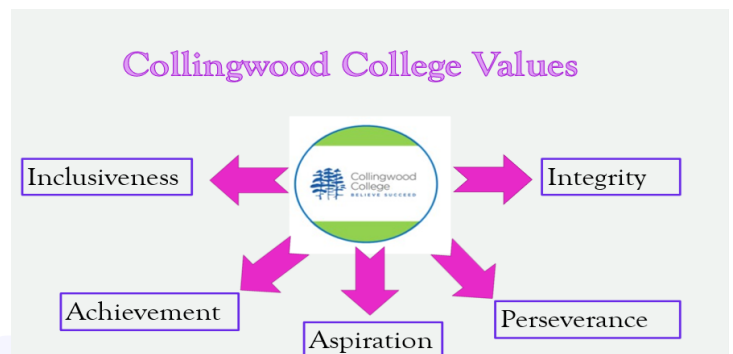 Collingwood College Values
Inclusiveness
Collingwood
College
BELIEVE SUCCEED
Integrity
Achievement
Aspiration
Perseverance